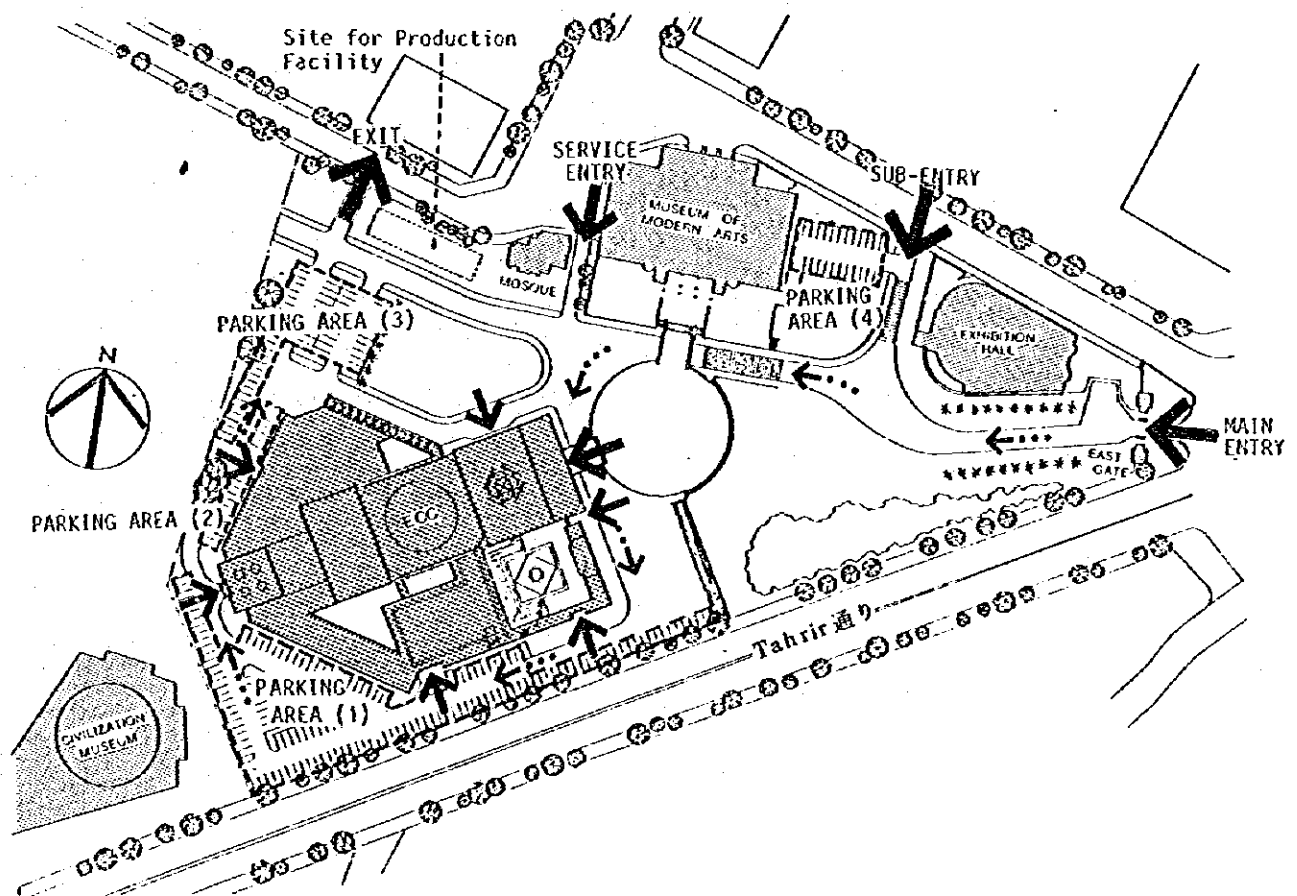 Site for Production
Facility
EXIT
SERVICE
ENTRY
SUB-ENTRY
MUSEUM OF
MODERN ARTS
MOSQUE
PARKING
AREA (4)
PARKING AREA (3)
EXHIBITION
HALL
N
MAIN
ENTRY
EAST
GATE
PARKING AREA (2)
ECC
Tahrir通り
PARKING
AREA (1)
CIVILIZATION
MUSEUM